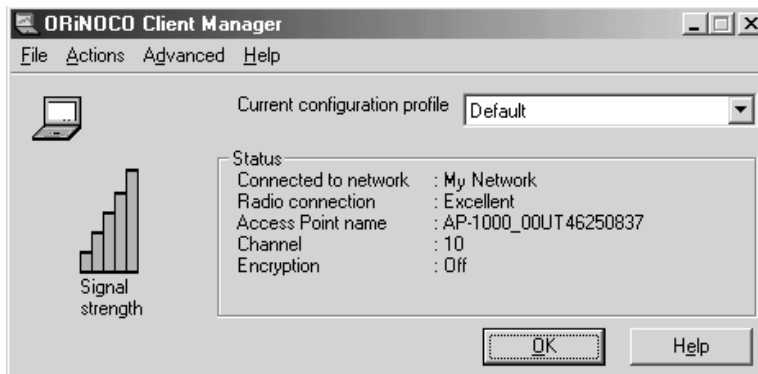 ORiNOCO Client Manager
File Actions Advanced Help
Current configuration profile Default
Status
Connected to network : My Network
Radio connection : Excellent
Access Point name : AP-1000_00UT46250837
Channel : 10
Encryption : Off
Signal
strength
OK Help